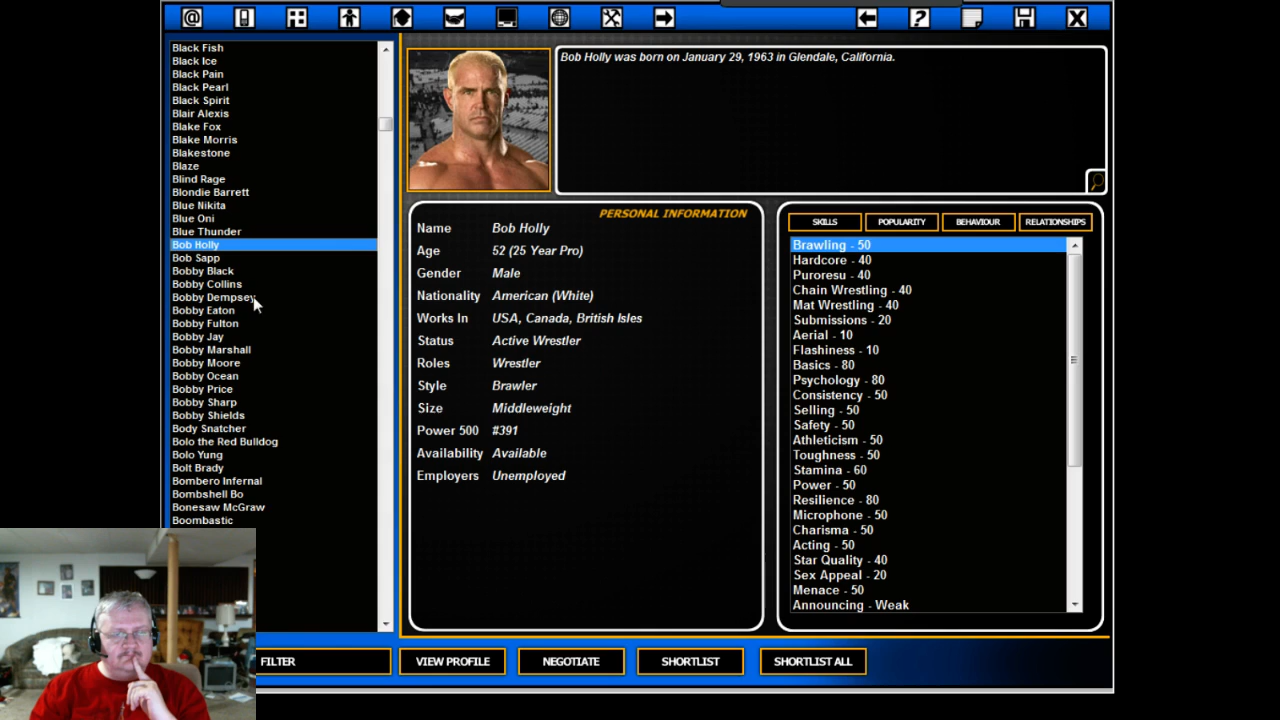 @
?
X
Black Fish
Black Ice
Black Pain
Black Pearl
Black Spirit
Blair Alexis
Blake Fox
Blake Morris
Blakestone
Blaze
Blind Rage
Blondie Barrett
Blue Nikita
Blue Oni
Blue Thunder
Bob Holly
Bob Sapp
Bobby Black
Bobby Collins
Bobby Dempsey
Bobby Eaton
Bobby Fulton
Bobby Jay
Bobby Marshall
Bobby Moore
Bobby Ocean
Bobby Price
Bobby Sharp
Bobby Shields
Body Snatcher
Bolo the Red Bulldog
Bolo Yung
Bolt Brady
Bombero Infernal
Bombshell Bo
Bonesaw McGraw
Boombastic
Bob Holly was born on January 29, 1963 in Glendale, California.
PERSONAL INFORMATION
Name Bob Holly
Age 52 (25 Year Pro)
Gender Male
Nationality American (White)
Works In USA, Canada, British Isles
Status Active Wrestler
Roles Wrestler
Style Brawler
Size Middleweight
Power 500 #391
Availability Available
Employers Unemployed
SKILLS POPULARITY BEHAVIOUR RELATIONSHIPS
Brawling - 50
Hardcore - 40
Puroresu - 40
Chain Wrestling - 40
Mat Wrestling - 40
Submissions - 20
Aerial - 10
Flashiness - 10
Basics - 80
Psychology - 80
Consistency - 50
Selling - 50
Safety - 50
Athleticism - 50
Toughness - 50
Stamina - 60
Power - 50
Resilience - 80
Microphone - 50
Charisma - 50
Acting - 50
Star Quality - 40
Sex Appeal - 20
Menace - 50
Announcing - Weak
FILTER VIEW PROFILE NEGOTIATE SHORTLIST SHORTLIST ALL